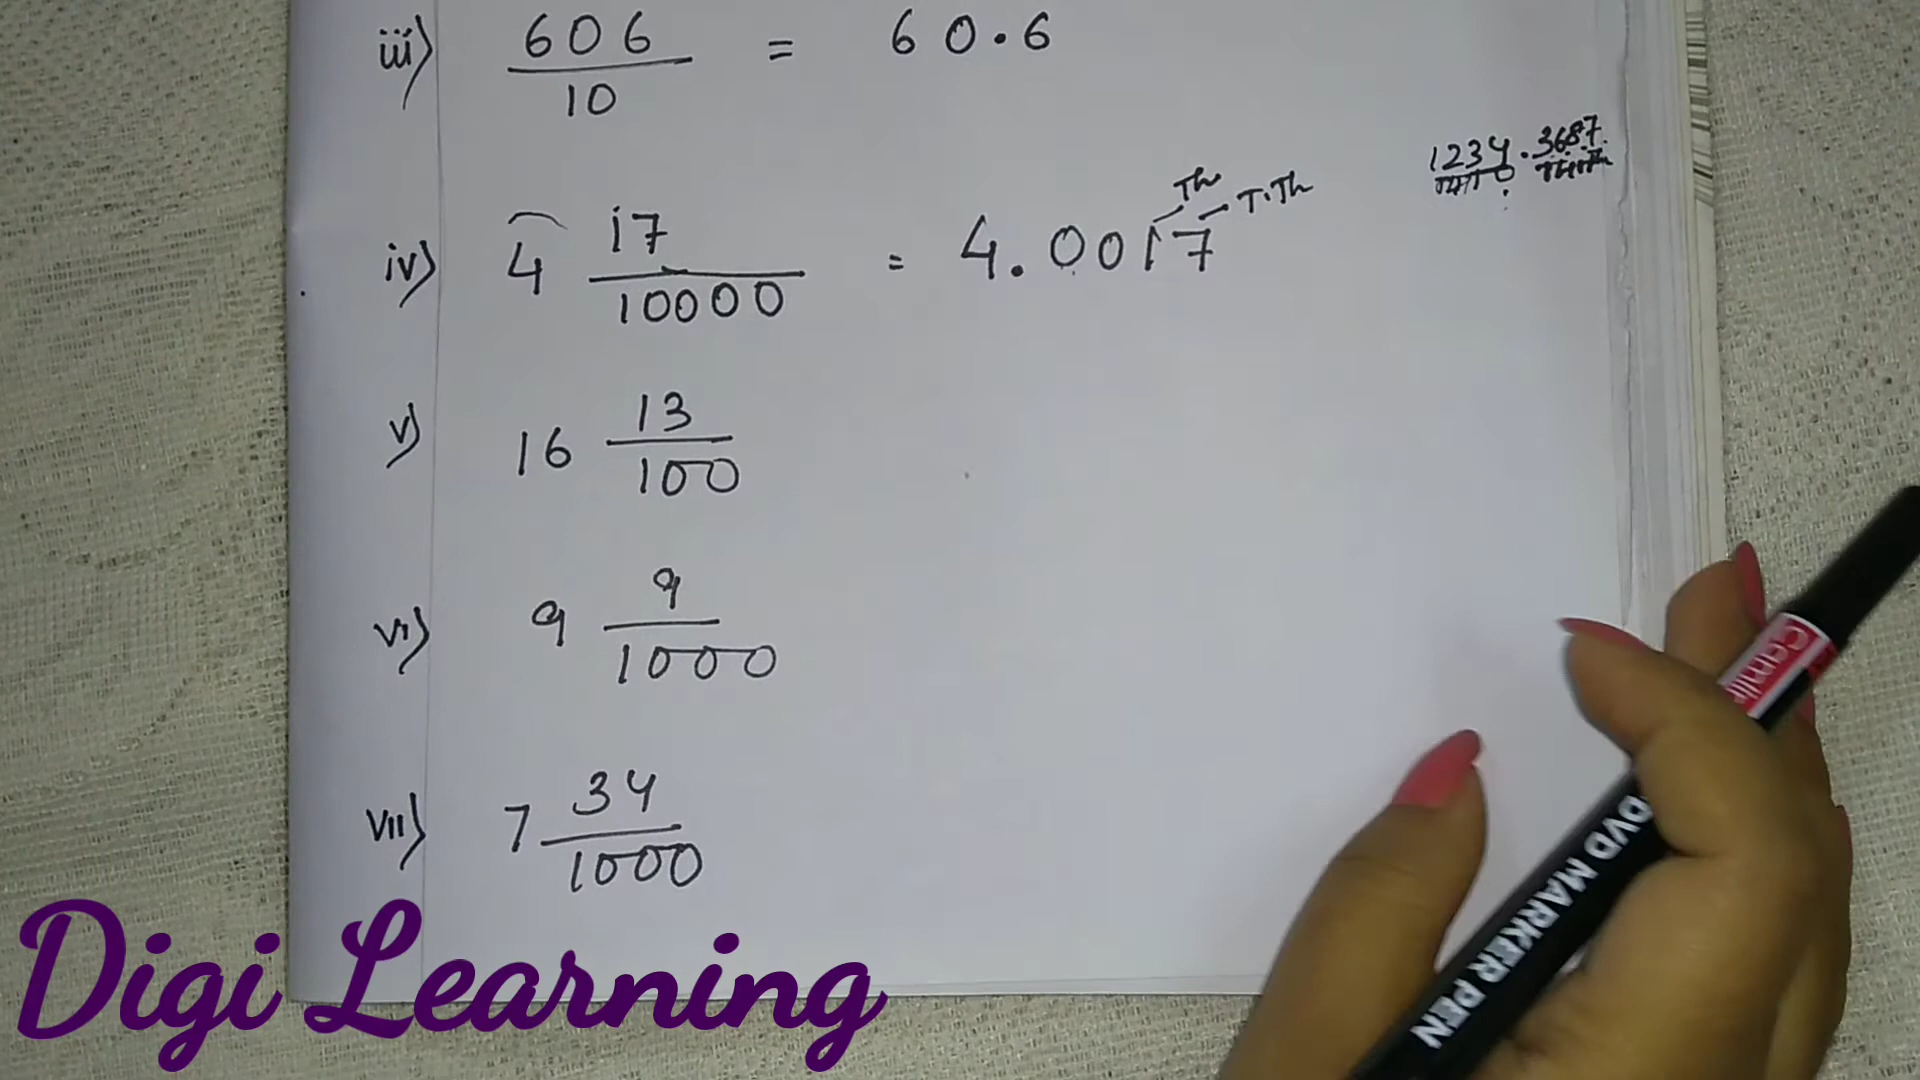 iii) 606/10 = 60.6
1234.3687
Th T.Th
iv) 4 17/10000 = 4.0017
v) 16 13/100
vi) 9 9/1000
vii) 7 34/1000
Camlin
DVD MARKER PEN
Digi Learning